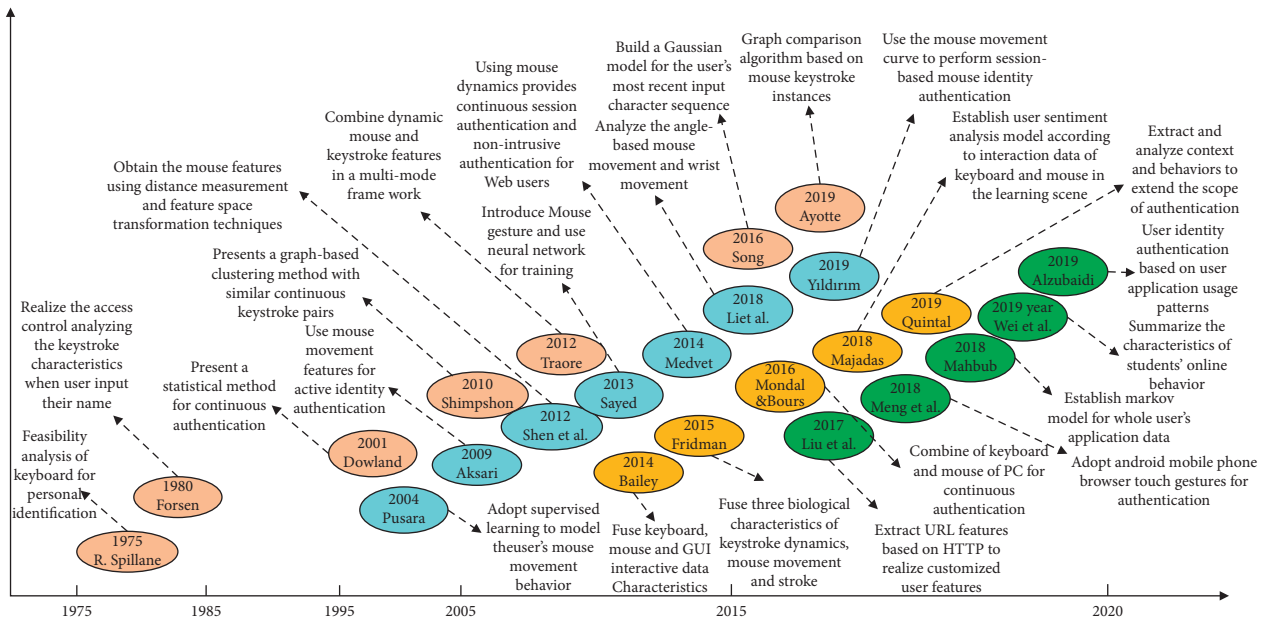 Realize the access
control analyzing
the keystroke
characteristics
when user input
their name
Feasibility
analysis of
keyboard for
personal
identification
1980
Forsen
1975
R. Spillane
Obtain the mouse features
using distance measurement
and feature space
transformation techniques
Presents a graph-based
clustering method with
similar continuous
keystroke pairs
Present a
statistical method
for continuous
authentication
Use mouse
movement
features for
active identity
authentication
2001
Dowland
2004
Pusara
2009
Aksari
2010
Shimpshon
Combine dynamic
mouse and
keystroke features
in a multi-mode
frame work
Using mouse
dynamics provides
continuous session
authentication and
non-intrusive
authentication for
Web users
Introduce Mouse
gesture and use
neural network
for training
2012
Traore
2012
Shen et al.
2013
Sayed
Adopt supervised
learning to model
theuser's mouse
movement
behavior
Build a Gaussian
model for the user's
most recent input
character sequence
Analyze the angle-
based mouse
movement and wrist
movement
2014
Medvet
2014
Bailey
2015
Fridman
Fuse keyboard,
mouse and GUI
interactive data
Characteristics
Graph comparison
algorithm based on
mouse keystroke
instances
2019
Ayotte
2016
Song
2019
Yıldırım
2018
Liet al.
2016
Mondal
&Bours
2017
Liu et al.
Fuse three biological
characteristics of
keystroke dynamics,
mouse movement
and stroke
Use the mouse movement
curve to perform session-
based mouse identity
authentication
Establish user sentiment
analysis model according
to interaction data of
keyboard and mouse in
the learning scene
2018
Majadas
2019
Quintal
2018
Meng et al.
2018
Mahbub
2019 year
Wei et al.
2019
Alzubaidi
Extract URL features
based on HTTP to
realize customized
user features
Combine of keyboard
and mouse of PC for
continuous
authentication
Extract and
analyze context
and behaviors to
extend the scope
of authentication
User identity
authentication
based on user
application usage
patterns
Summarize the
characteristics of
students' online
behavior
Establish markov
model for whole user's
application data
Adopt android mobile phone
browser touch gestures for
authentication
1975
1985
1995
2005
2015
2020